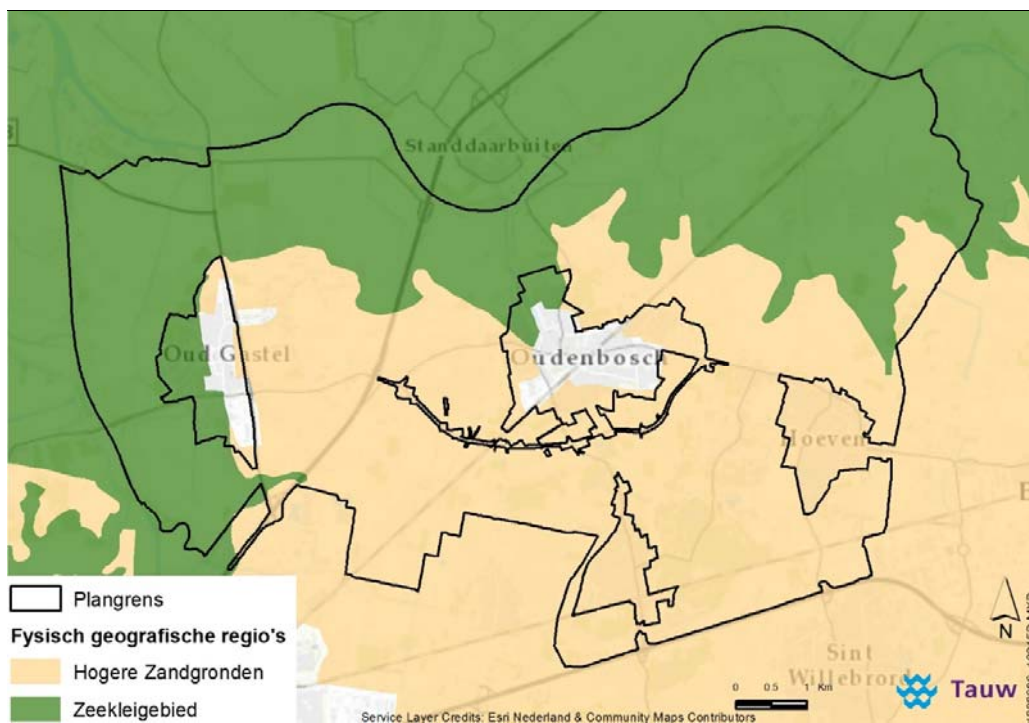 Standdaarbuiten
Oud Gastel
Oudenbosch
Hoeven
Plangrens
Fysisch geografische regio's
Hogere Zandgronden
Zeekleigebied
Sint
Willebrord
N
0 0.5 1 Km
Tauw
Service Layer Credits: Esri Nederland & Community Maps Contributors